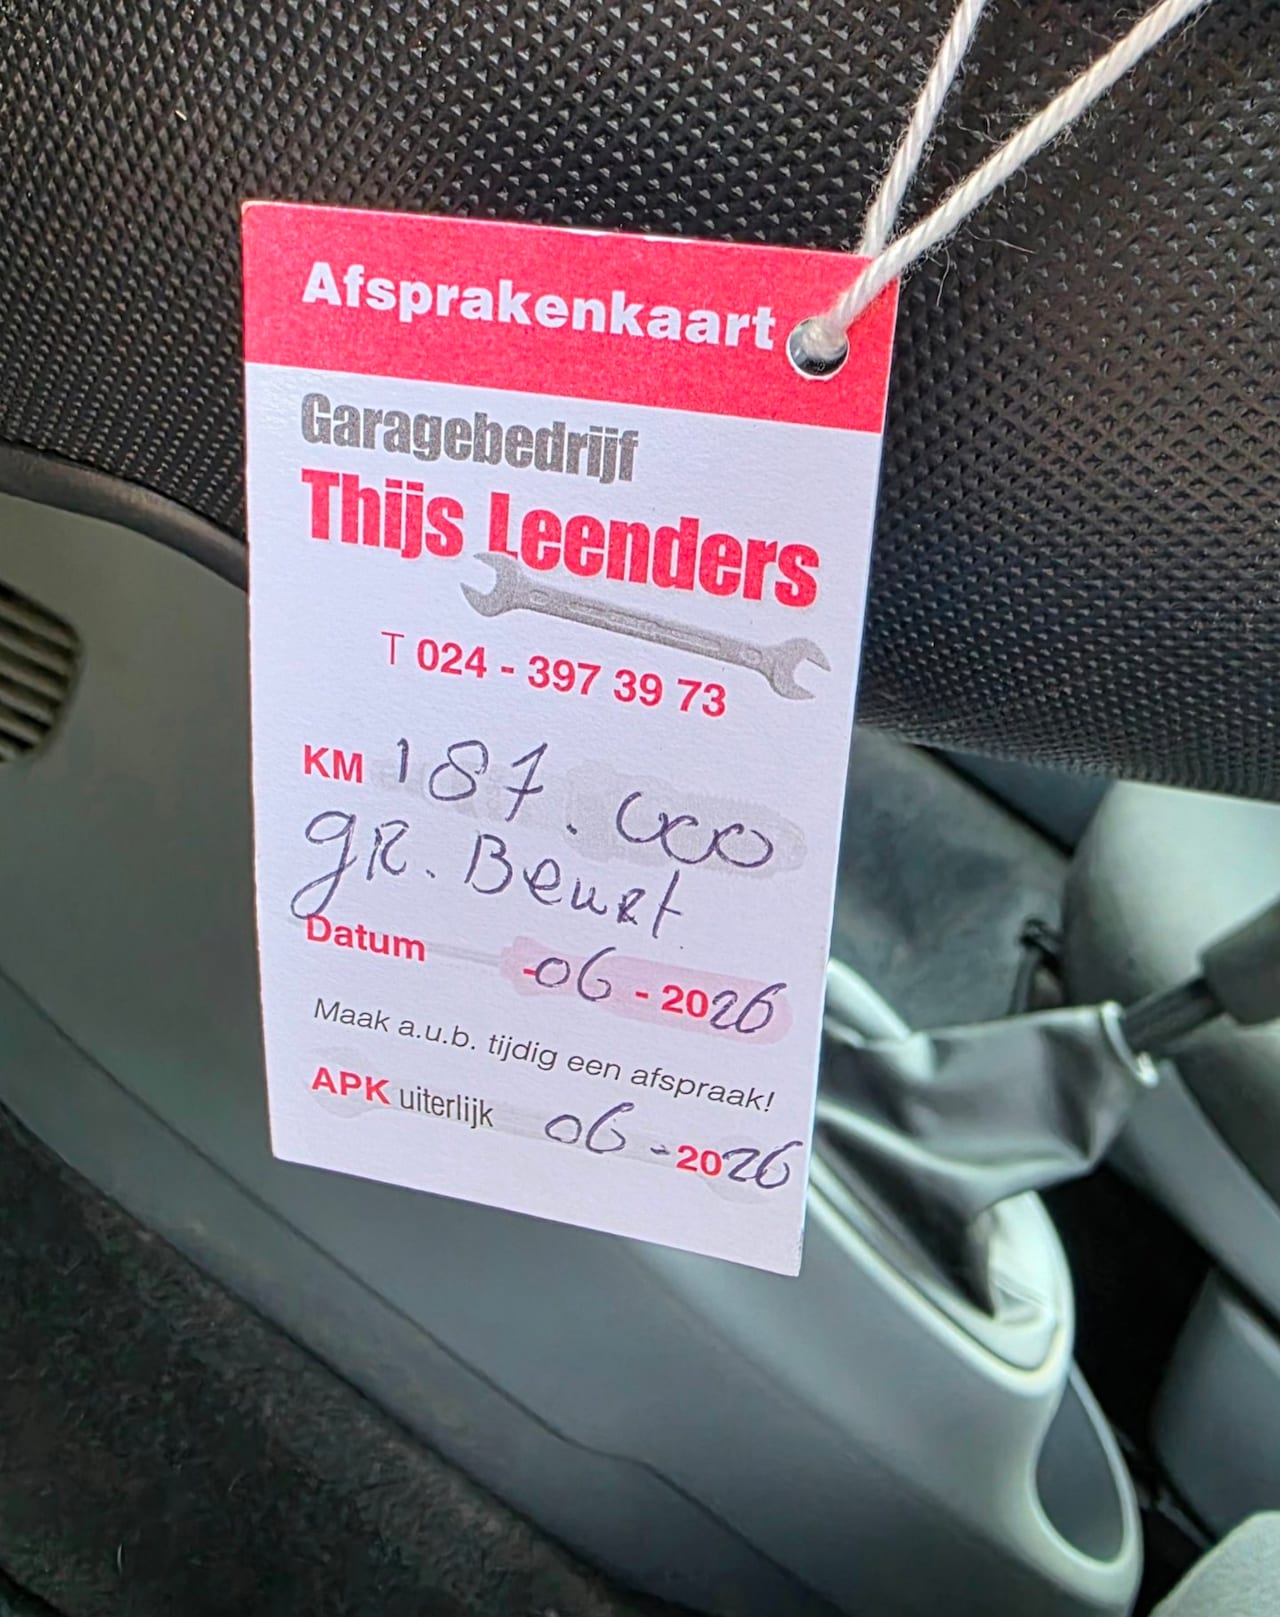 Afsprakenkaart
Garagebedrijf
Thijs Leenders
T 024 - 397 39 73
KM 187.000
gR. Beurt
Datum -06 - 2026
Maak a.u.b. tijdig een afspraak!
APK uiterlijk 06 - 2026